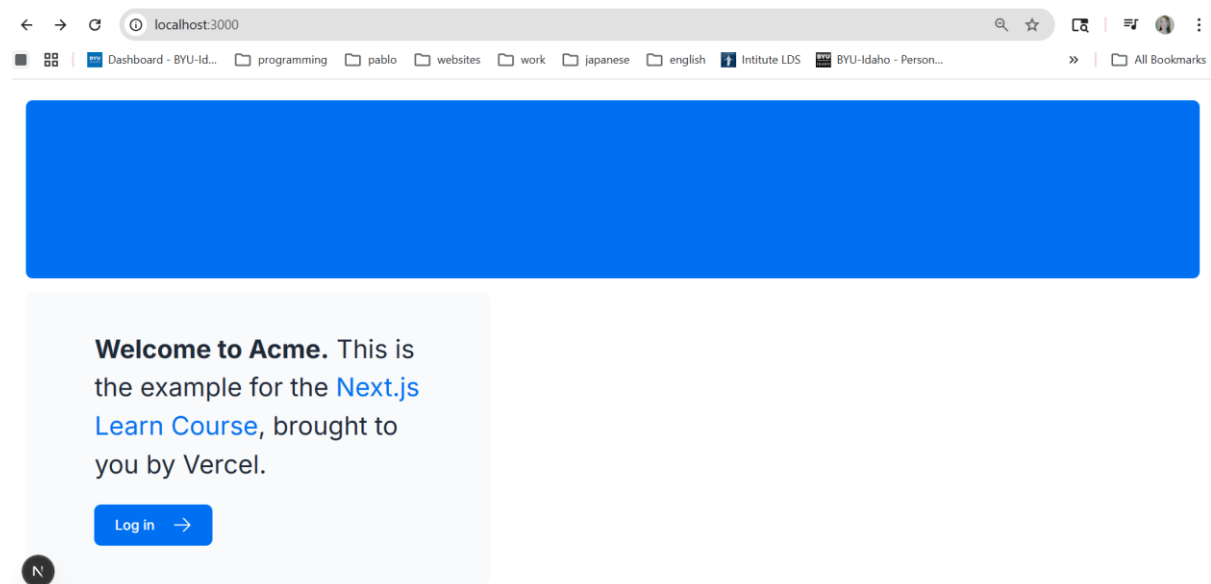 localhost:3000
BYU Dashboard - BYU-Id... programming pablo websites work japanese english Intitute LDS BYU-Idaho - Person... » All Bookmarks
Welcome to Acme. This is
the example for the Next.js
Learn Course, brought to
you by Vercel.
Log in →
N